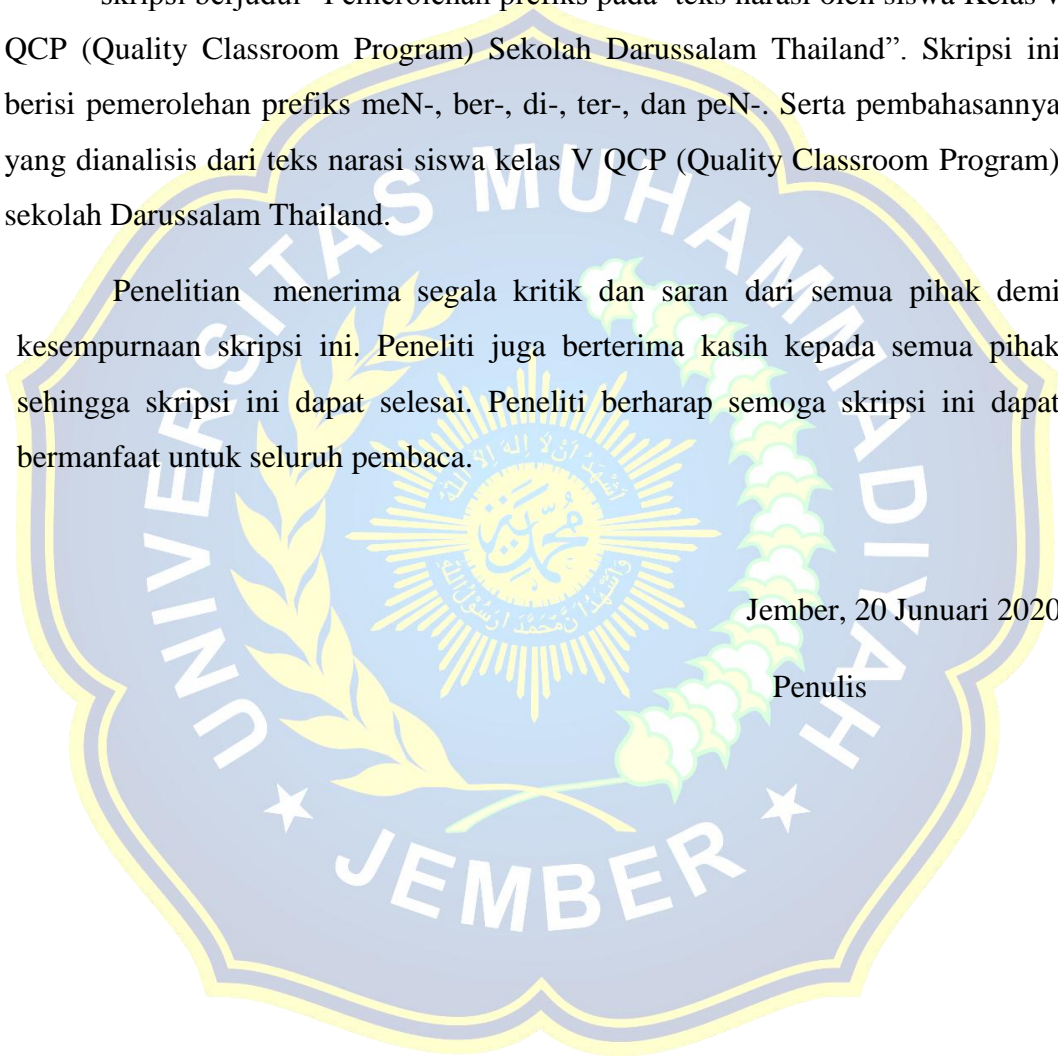 skripsi berjudul “Pemerolehan prefiks pada teks narasi oleh siswa Kelas V
QCP (Quality Classroom Program) Sekolah Darussalam Thailand”. Skripsi ini
berisi pemerolehan prefiks meN-, ber-, di-, ter-, dan peN-. Serta pembahasannya
yang dianalisis dari teks narasi siswa kelas V QCP (Quality Classroom Program)
sekolah Darussalam Thailand.
Penelitian menerima segala kritik dan saran dari semua pihak demi
kesempurnaan skripsi ini. Peneliti juga berterima kasih kepada semua pihak
sehingga skripsi ini dapat selesai. Peneliti berharap semoga skripsi ini dapat
bermanfaat untuk seluruh pembaca.
Jember, 20 Junuari 2020
Penulis
UNIVERSITAS MUHAMMADIYAH
JEMBER